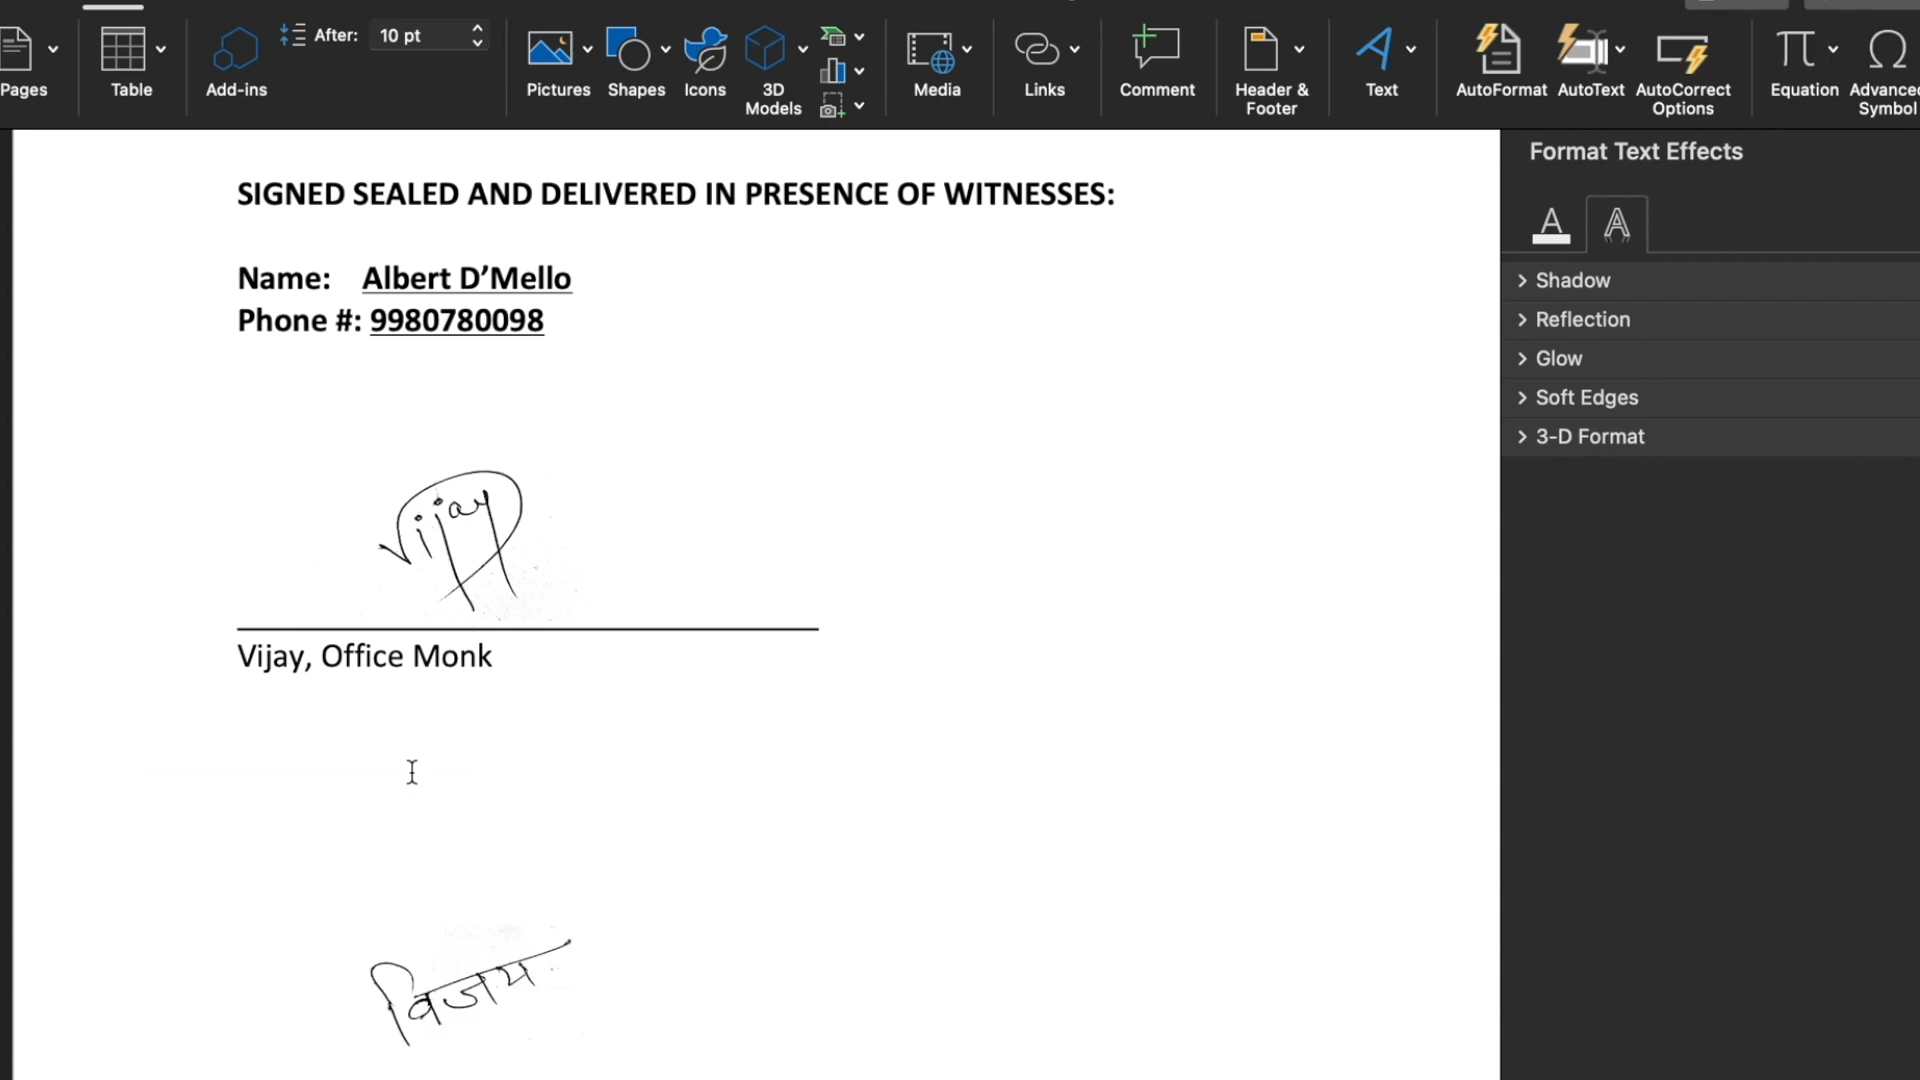 Pages
Table
Add-ins
After: 10 pt
Pictures
Shapes
Icons
3D
Models
Media
Links
Comment
Header &
Footer
Text
AutoFormat
AutoText
AutoCorrect
Options
Equation
Advanced
Symbol
Format Text Effects
Shadow
Reflection
Glow
Soft Edges
3-D Format
SIGNED SEALED AND DELIVERED IN PRESENCE OF WITNESSES:
Name: Albert D’Mello
Phone #: 9980780098
Vijay
Vijay, Office Monk
विजय